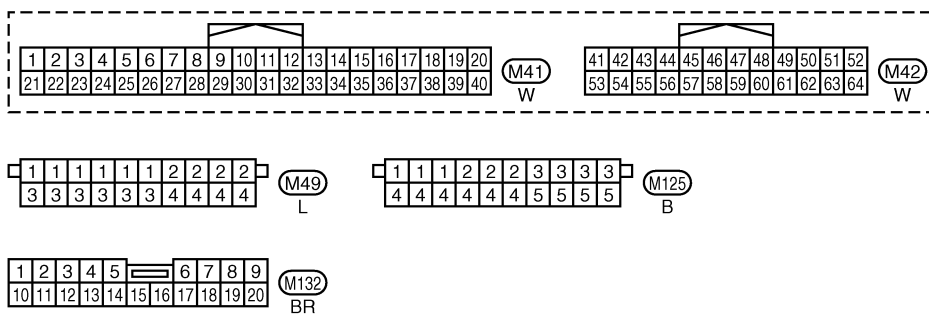 1 2 3 4 5 6 7 8 9 10 11 12 13 14 15 16 17 18 19 20
21 22 23 24 25 26 27 28 29 30 31 32 33 34 35 36 37 38 39 40
M41
W
41 42 43 44 45 46 47 48 49 50 51 52
53 54 55 56 57 58 59 60 61 62 63 64
M42
W
1 1 1 1 1 1 2 2 2 2
3 3 3 3 3 3 4 4 4 4
M49
L
1 1 1 2 2 2 3 3 3 3
4 4 4 4 4 4 5 5 5 5
M125
B
1 2 3 4 5 6 7 8 9
10 11 12 13 14 15 16 17 18 19 20
M132
BR